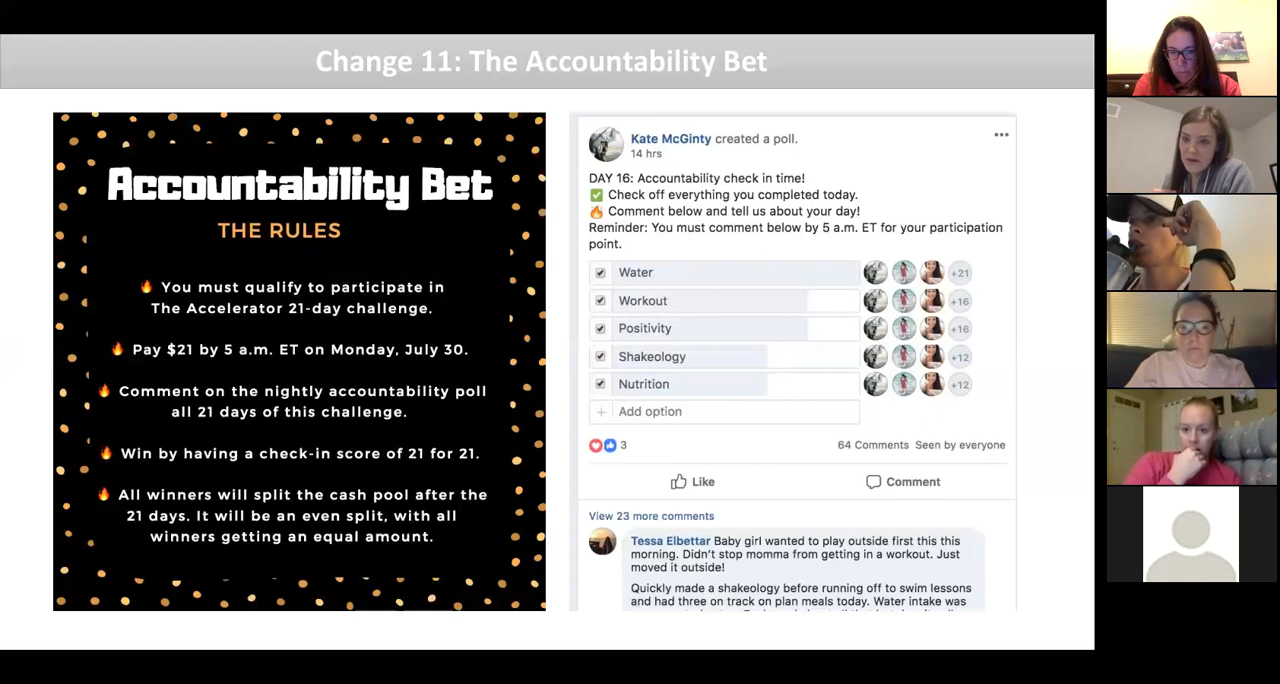 Change 11: The Accountability Bet
Accountability Bet
THE RULES
🔥 You must qualify to participate in
The Accelerator 21-day challenge.
🔥 Pay $21 by 5 a.m. ET on Monday, July 30.
🔥 Comment on the nightly accountability poll
all 21 days of this challenge.
🔥 Win by having a check-in score of 21 for 21.
🔥 All winners will split the cash pool after the
21 days. It will be an even split, with all
winners getting an equal amount.
Kate McGinty created a poll.
14 hrs
DAY 16: Accountability check in time!
✅ Check off everything you completed today.
🔥 Comment below and tell us about your day!
Reminder: You must comment below by 5 a.m. ET for your participation
point.
Water +21
Workout +16
Positivity +16
Shakeology +12
Nutrition +12
+ Add option
3 64 Comments Seen by everyone
Like Comment
View 23 more comments
Tessa Elbettar Baby girl wanted to play outside first this this
morning. Didn't stop momma from getting in a workout. Just
moved it outside!
Quickly made a shakeology before running off to swim lessons
and had three on track on plan meals today. Water intake was